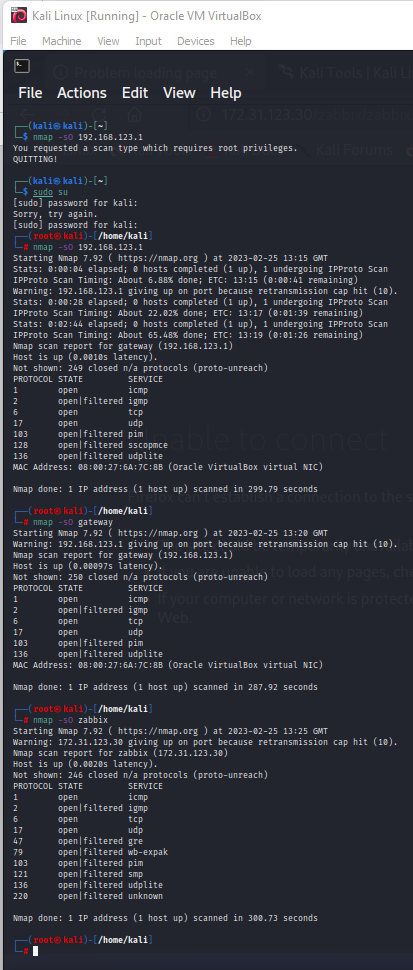 Kali Linux [Running] - Oracle VM VirtualBox
File Machine View Input Devices Help
Problem loading page
Kali Tools | Kali Li
172.31.123.30
File Actions Edit View Help
Kali Forums
┌──(kali㉿kali)-[~]
└─$ nmap -sO 192.168.123.1
You requested a scan type which requires root privileges.
QUITTING!
┌──(kali㉿kali)-[~]
└─$ sudo su
[sudo] password for kali:
Sorry, try again.
[sudo] password for kali:
┌──(root㉿kali)-[/home/kali]
└─# nmap -sO 192.168.123.1
Starting Nmap 7.92 ( https://nmap.org ) at 2023-02-25 13:15 GMT
Stats: 0:00:04 elapsed; 0 hosts completed (1 up), 1 undergoing IPProto Scan
IPProto Scan Timing: About 6.88% done; ETC: 13:15 (0:00:41 remaining)
Warning: 192.168.123.1 giving up on port because retransmission cap hit (10).
Stats: 0:00:28 elapsed; 0 hosts completed (1 up), 1 undergoing IPProto Scan
IPProto Scan Timing: About 22.02% done; ETC: 13:17 (0:01:39 remaining)
Stats: 0:02:44 elapsed; 0 hosts completed (1 up), 1 undergoing IPProto Scan
IPProto Scan Timing: About 65.48% done; ETC: 13:19 (0:01:26 remaining)
Nmap scan report for gateway (192.168.123.1)
Host is up (0.0010s latency).
Not shown: 249 closed n/a protocols (proto-unreach)
PROTOCOL STATE SERVICE
1 open icmp
2 open|filtered igmp
6 open tcp
17 open udp
103 open|filtered pim
128 open|filtered sscopmce
136 open|filtered udplite
MAC Address: 08:00:27:6A:7C:8B (Oracle VirtualBox virtual NIC)
Nmap done: 1 IP address (1 host up) scanned in 299.79 seconds
┌──(root㉿kali)-[/home/kali]
└─# nmap -sO gateway
Starting Nmap 7.92 ( https://nmap.org ) at 2023-02-25 13:20 GMT
Warning: 192.168.123.1 giving up on port because retransmission cap hit (10).
Nmap scan report for gateway (192.168.123.1)
Host is up (0.00097s latency).
Not shown: 250 closed n/a protocols (proto-unreach)
PROTOCOL STATE SERVICE
1 open icmp
2 open|filtered igmp
6 open tcp
17 open udp
103 open|filtered pim
136 open|filtered udplite
MAC Address: 08:00:27:6A:7C:8B (Oracle VirtualBox virtual NIC)
Nmap done: 1 IP address (1 host up) scanned in 287.92 seconds
┌──(root㉿kali)-[/home/kali]
└─# nmap -sO zabbix
Starting Nmap 7.92 ( https://nmap.org ) at 2023-02-25 13:25 GMT
Warning: 172.31.123.30 giving up on port because retransmission cap hit (10).
Nmap scan report for zabbix (172.31.123.30)
Host is up (0.0020s latency).
Not shown: 246 closed n/a protocols (proto-unreach)
PROTOCOL STATE SERVICE
1 open icmp
2 open|filtered igmp
6 open tcp
17 open udp
47 open|filtered gre
79 open|filtered wb-expak
103 open|filtered pim
121 open|filtered smp
136 open|filtered udplite
220 open|filtered unknown
Nmap done: 1 IP address (1 host up) scanned in 300.73 seconds
┌──(root㉿kali)-[/home/kali]
└─#